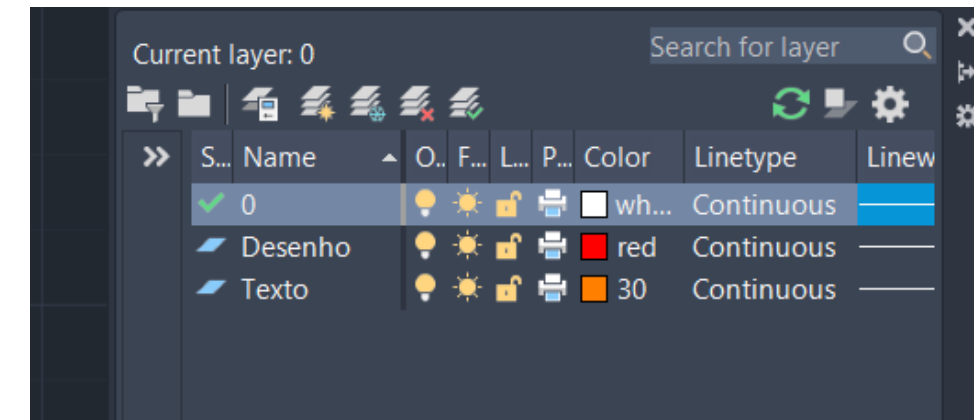 Current layer: 0
Search for layer
S... Name O.. F... L... P... Color Linetype Linew
0 wh... Continuous
Desenho red Continuous
Texto 30 Continuous